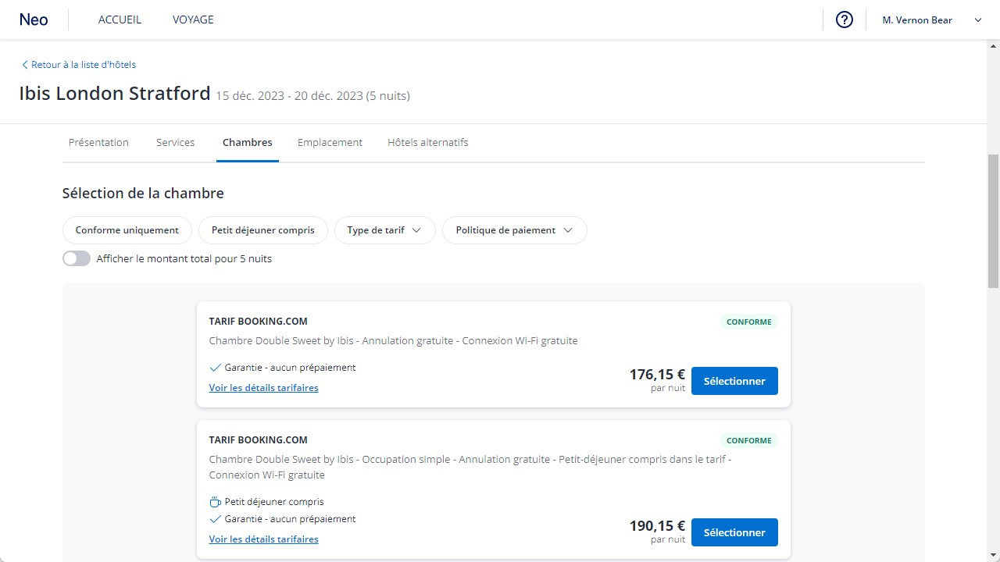 Neo
ACCUEIL
VOYAGE
?
M. Vernon Bear
Retour à la liste d'hôtels
Ibis London Stratford 15 déc. 2023 - 20 déc. 2023 (5 nuits)
Présentation
Services
Chambres
Emplacement
Hôtels alternatifs
Sélection de la chambre
Conforme uniquement
Petit déjeuner compris
Type de tarif
Politique de paiement
Afficher le montant total pour 5 nuits
TARIF BOOKING.COM
CONFORME
Chambre Double Sweet by Ibis - Annulation gratuite - Connexion Wi-Fi gratuite
Garantie - aucun prépaiement
Voir les détails tarifaires
176,15 €
par nuit
Sélectionner
TARIF BOOKING.COM
CONFORME
Chambre Double Sweet by Ibis - Occupation simple - Annulation gratuite - Petit-déjeuner compris dans le tarif -
Connexion Wi-Fi gratuite
Petit déjeuner compris
Garantie - aucun prépaiement
Voir les détails tarifaires
190,15 €
par nuit
Sélectionner